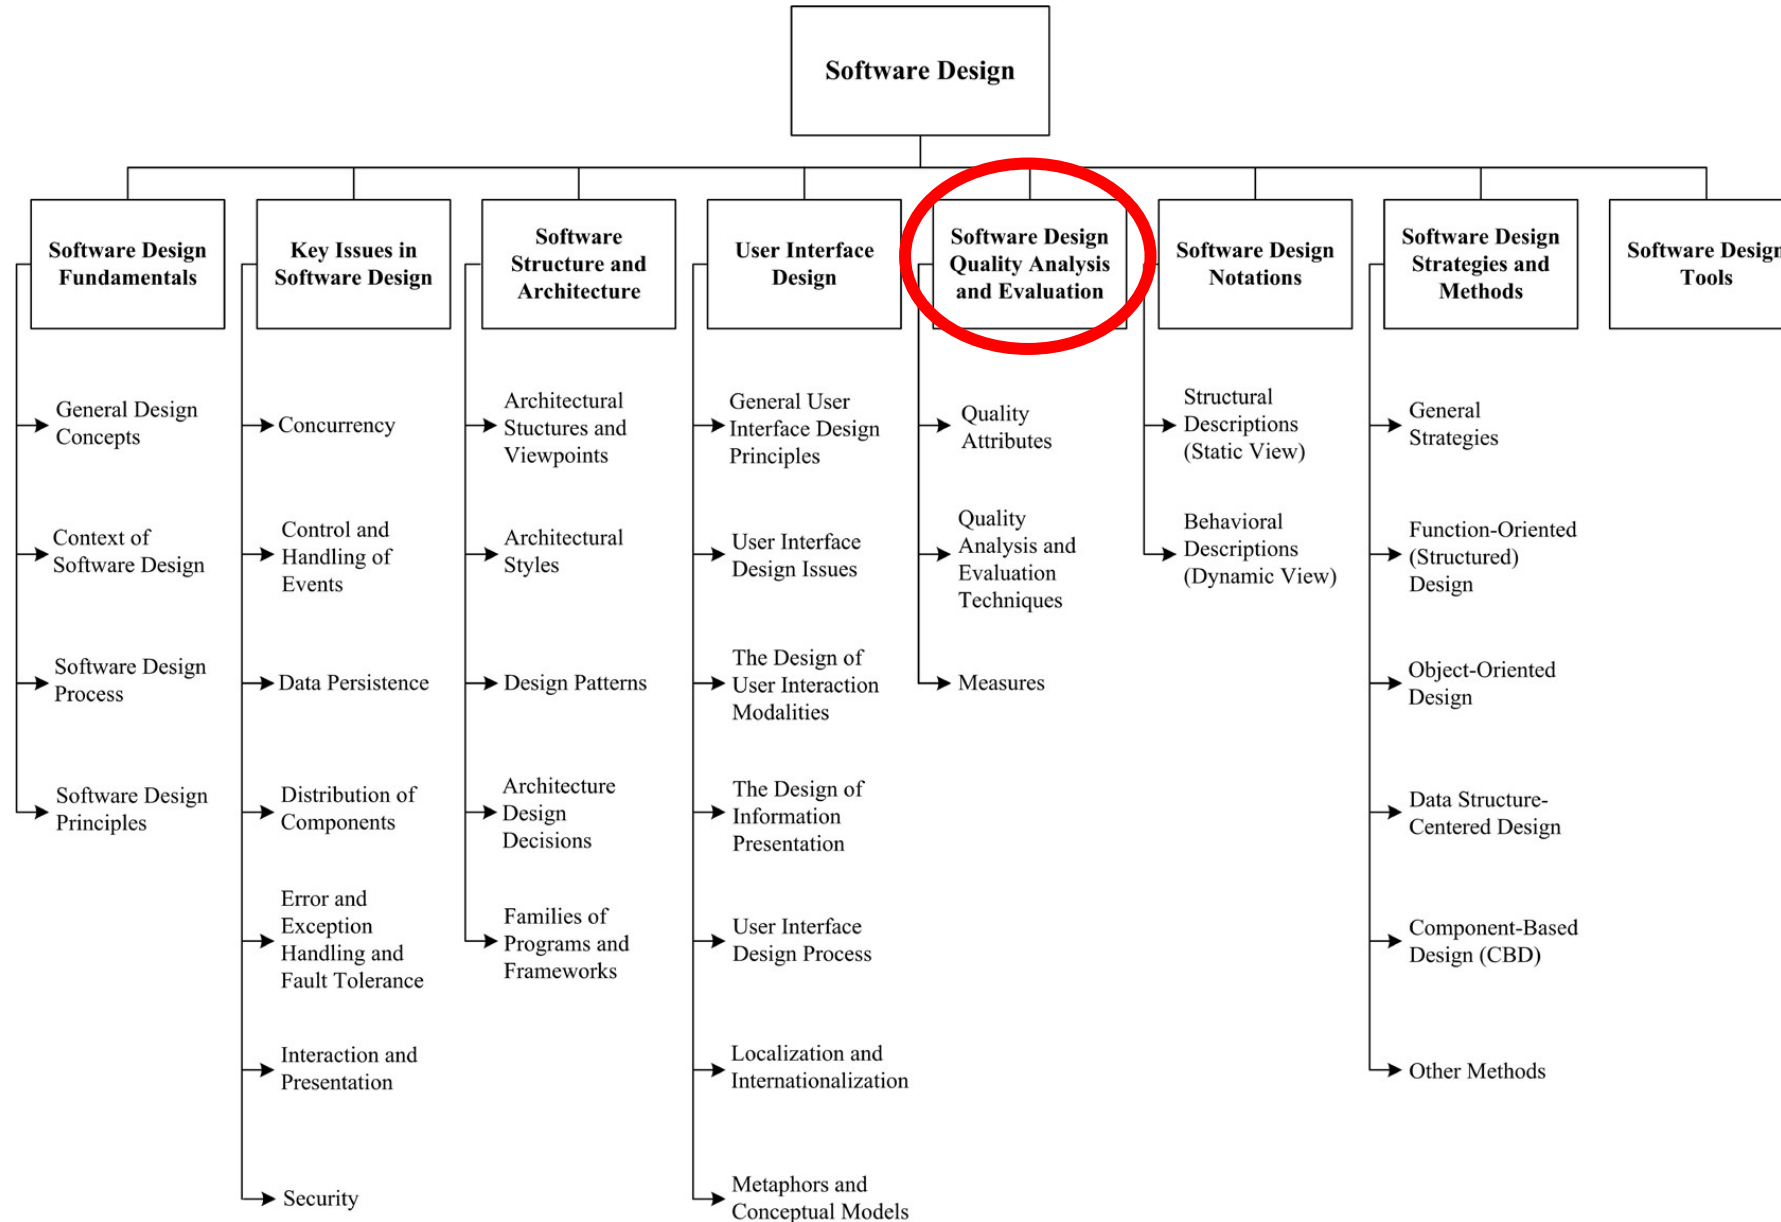 Software Design
Software Design
Fundamentals
General Design
Concepts
Context of
Software Design
Software Design
Process
Software Design
Principles
Key Issues in
Software Design
Concurrency
Control and
Handling of
Events
Data Persistence
Distribution of
Components
Error and
Exception
Handling and
Fault Tolerance
Interaction and
Presentation
Security
Software
Structure and
Architecture
Architectural
Stuctures and
Viewpoints
Architectural
Styles
Design Patterns
Architecture
Design
Decisions
Families of
Programs and
Frameworks
User Interface
Design
General User
Interface Design
Principles
User Interface
Design Issues
The Design of
User Interaction
Modalities
The Design of
Information
Presentation
User Interface
Design Process
Localization and
Internationalization
Metaphors and
Conceptual Models
Software Design
Quality Analysis
and Evaluation
Quality
Attributes
Quality
Analysis and
Evaluation
Techniques
Measures
Software Design
Notations
Structural
Descriptions
(Static View)
Behavioral
Descriptions
(Dynamic View)
Software Design
Strategies and
Methods
General
Strategies
Function-Oriented
(Structured)
Design
Object-Oriented
Design
Data Structure-
Centered Design
Component-Based
Design (CBD)
Other Methods
Software Design
Tools